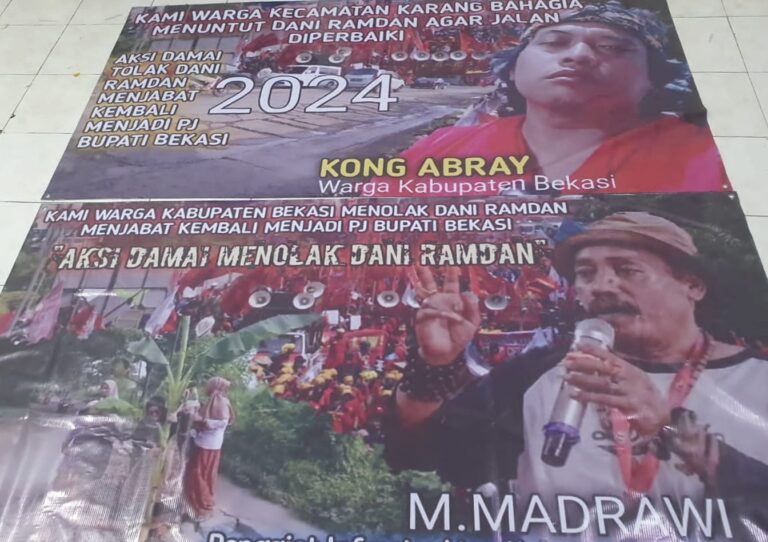 KAMI WARGA KECAMATAN KARANG BAHAGIA
MENUNTUT DANI RAMDAN AGAR JALAN
DIPERBAIKI
AKSI DAMAI
TOLAK DANI
RAMDAN
MENJABAT
KEMBALI
MENJADI PJ
BUPATI BEKASI
2024
KONG ABRAY
Warga Kabupaten Bekasi
KAMI WARGA KABUPATEN BEKASI MENOLAK DANI RAMDAN
MENJABAT KEMBALI MENJADI PJ BUPATI BEKASI
"AKSI DAMAI MENOLAK DANI RAMDAN"
M.MADRAWI